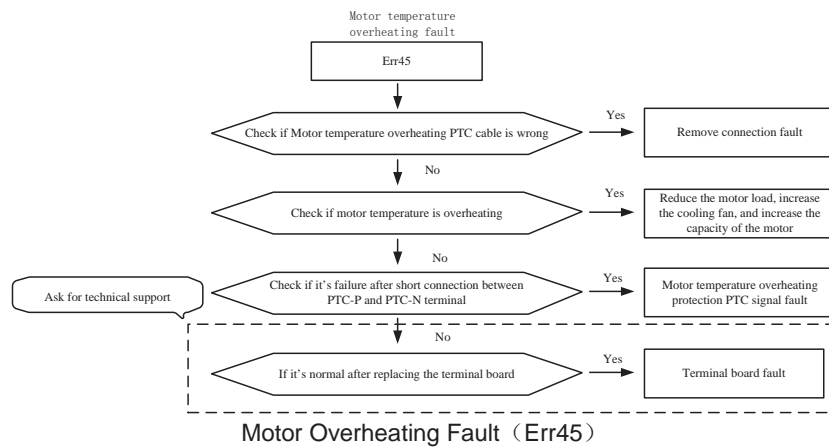 Motor temperature
overheating fault
Err45
Check if Motor temperature overheating PTC cable is wrong
Yes
Remove connection fault
No
Check if motor temperature is overheating
Yes
Reduce the motor load, increase
the cooling fan, and increase the
capacity of the motor
No
Check if it's failure after short connection between
PTC-P and PTC-N terminal
Yes
Motor temperature overheating
protection PTC signal fault
Ask for technical support
No
If it's normal after replacing the terminal board
Yes
Terminal board fault
Motor Overheating Fault（Err45）